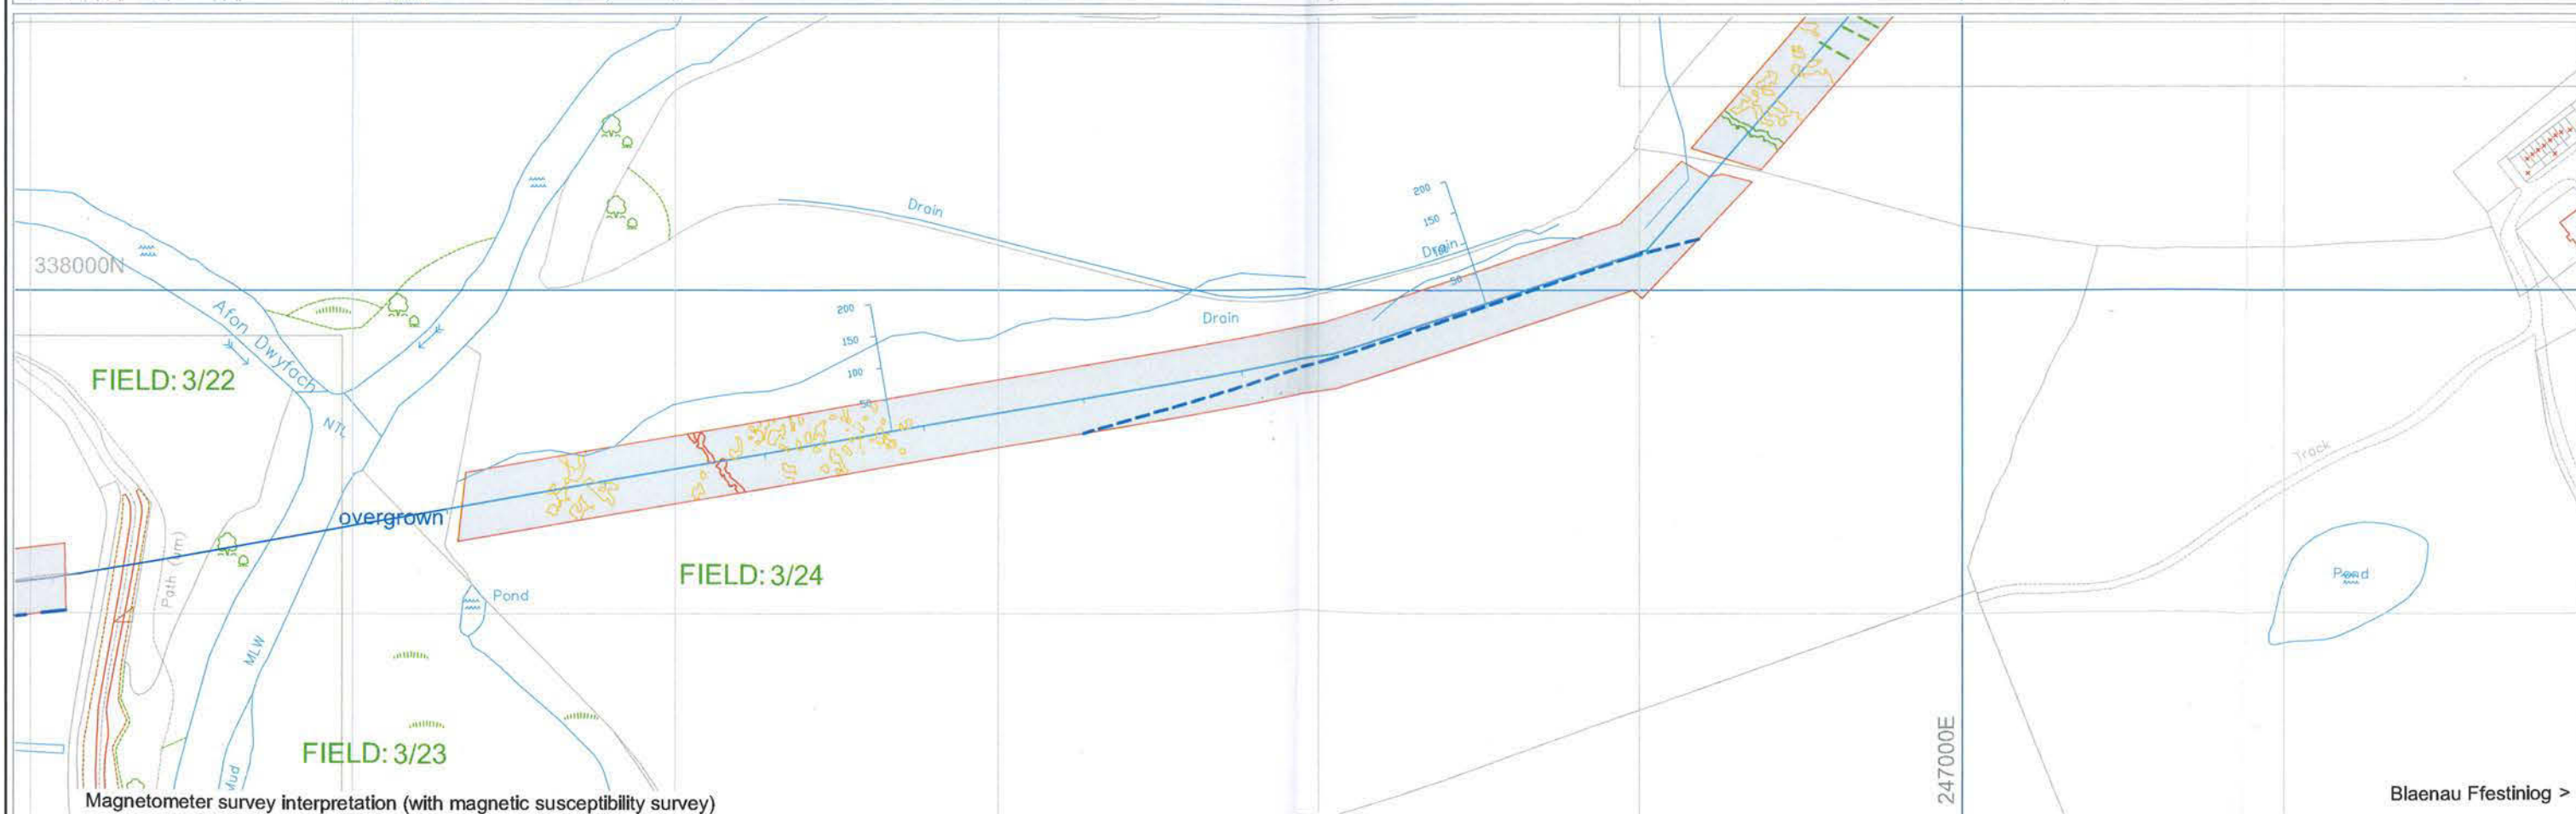 Drain
200
150
Drain
50
338000N
Afon Dwyfach
200
150
100
50
Drain
FIELD: 3/22
NTL
overgrown
Track
Path (um)
FIELD: 3/24
Pond
Pond
MLW
FIELD: 3/23
Mud
247000E
Magnetometer survey interpretation (with magnetic susceptibility survey)
Blaenau Ffestiniog >